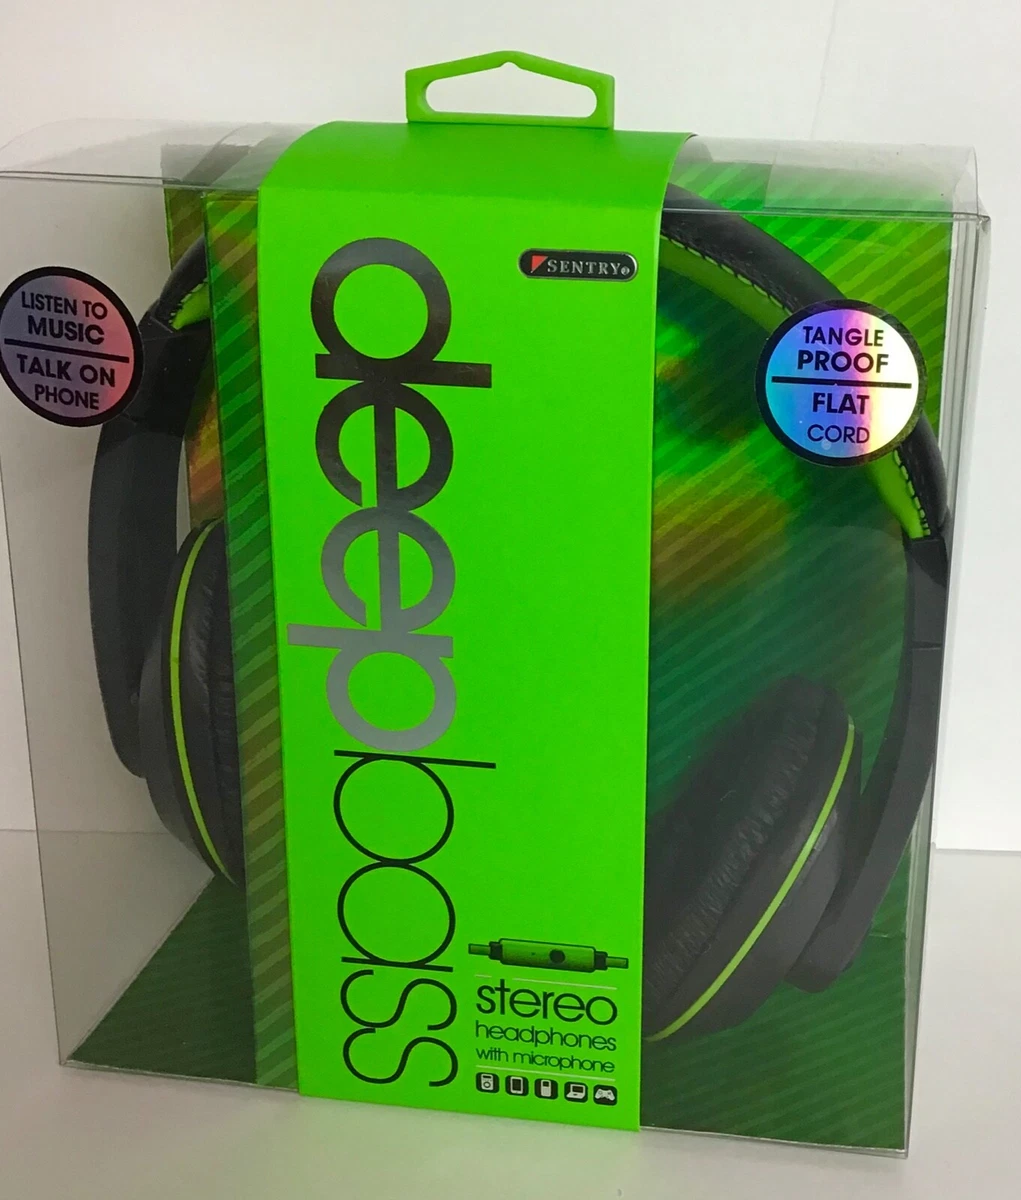 SENTRY
LISTEN TO
MUSIC
TALK ON
PHONE
TANGLE
PROOF
FLAT
CORD
deepbass
stereo
headphones
with microphone